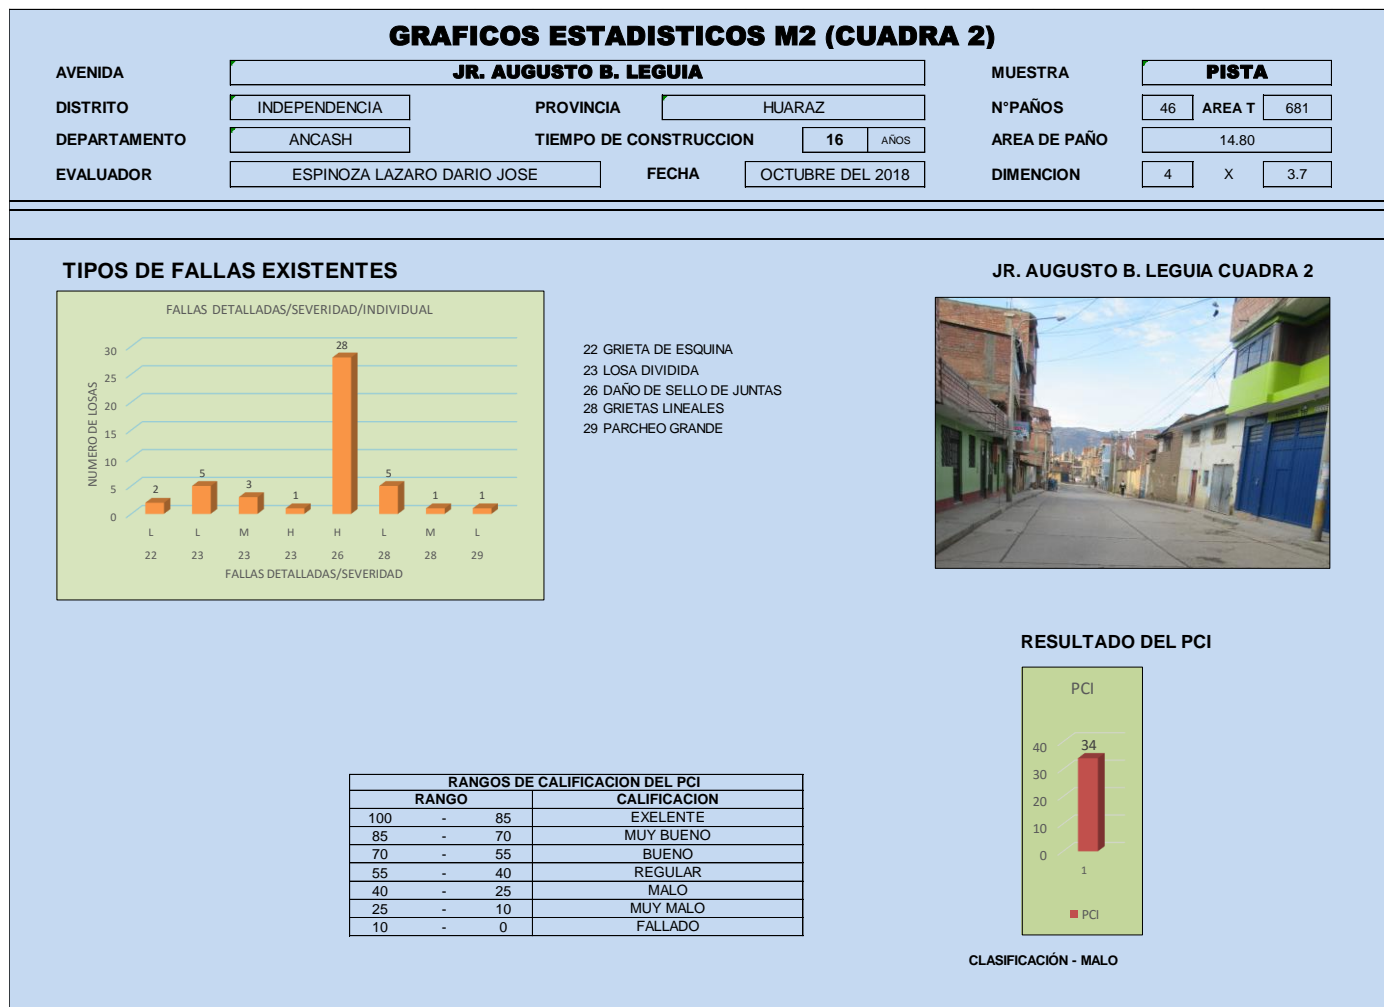 GRAFICOS ESTADISTICOS M2 (CUADRA 2)
AVENIDA JR. AUGUSTO B. LEGUIA MUESTRA PISTA
DISTRITO INDEPENDENCIA PROVINCIA HUARAZ N°PAÑOS 46 AREA T 681
DEPARTAMENTO ANCASH TIEMPO DE CONSTRUCCION 16 AÑOS AREA DE PAÑO 14.80
EVALUADOR ESPINOZA LAZARO DARIO JOSE FECHA OCTUBRE DEL 2018 DIMENCION 4 X 3.7
TIPOS DE FALLAS EXISTENTES
FALLAS DETALLADAS/SEVERIDAD/INDIVIDUAL
NUMERO DE LOSAS
30
25
20
15
10
5
0
2 5 3 1 28 5 1 1
L L M H H L M L
22 23 23 23 26 28 28 29
FALLAS DETALLADAS/SEVERIDAD
22 GRIETA DE ESQUINA
23 LOSA DIVIDIDA
26 DAÑO DE SELLO DE JUNTAS
28 GRIETAS LINEALES
29 PARCHEO GRANDE
JR. AUGUSTO B. LEGUIA CUADRA 2
RESULTADO DEL PCI
PCI
40
30
20
10
0
34
1
PCI
CLASIFICACIÓN - MALO
RANGOS DE CALIFICACION DEL PCI
RANGO CALIFICACION
100 - 85 EXELENTE
85 - 70 MUY BUENO
70 - 55 BUENO
55 - 40 REGULAR
40 - 25 MALO
25 - 10 MUY MALO
10 - 0 FALLADO